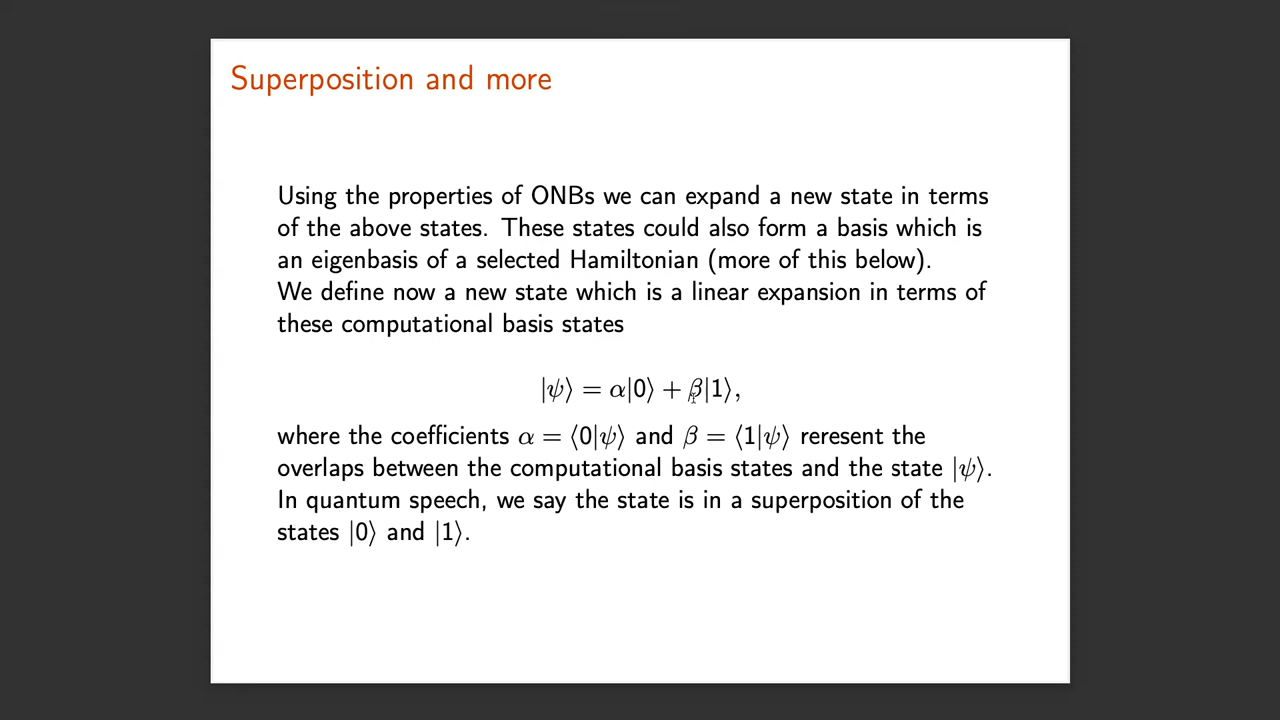 Superposition and more
Using the properties of ONBs we can expand a new state in terms
of the above states. These states could also form a basis which is
an eigenbasis of a selected Hamiltonian (more of this below).
We define now a new state which is a linear expansion in terms of
these computational basis states
|ψ⟩ = α|0⟩ + β|1⟩,
where the coefficients α = ⟨0|ψ⟩ and β = ⟨1|ψ⟩ reresent the
overlaps between the computational basis states and the state |ψ⟩.
In quantum speech, we say the state is in a superposition of the
states |0⟩ and |1⟩.